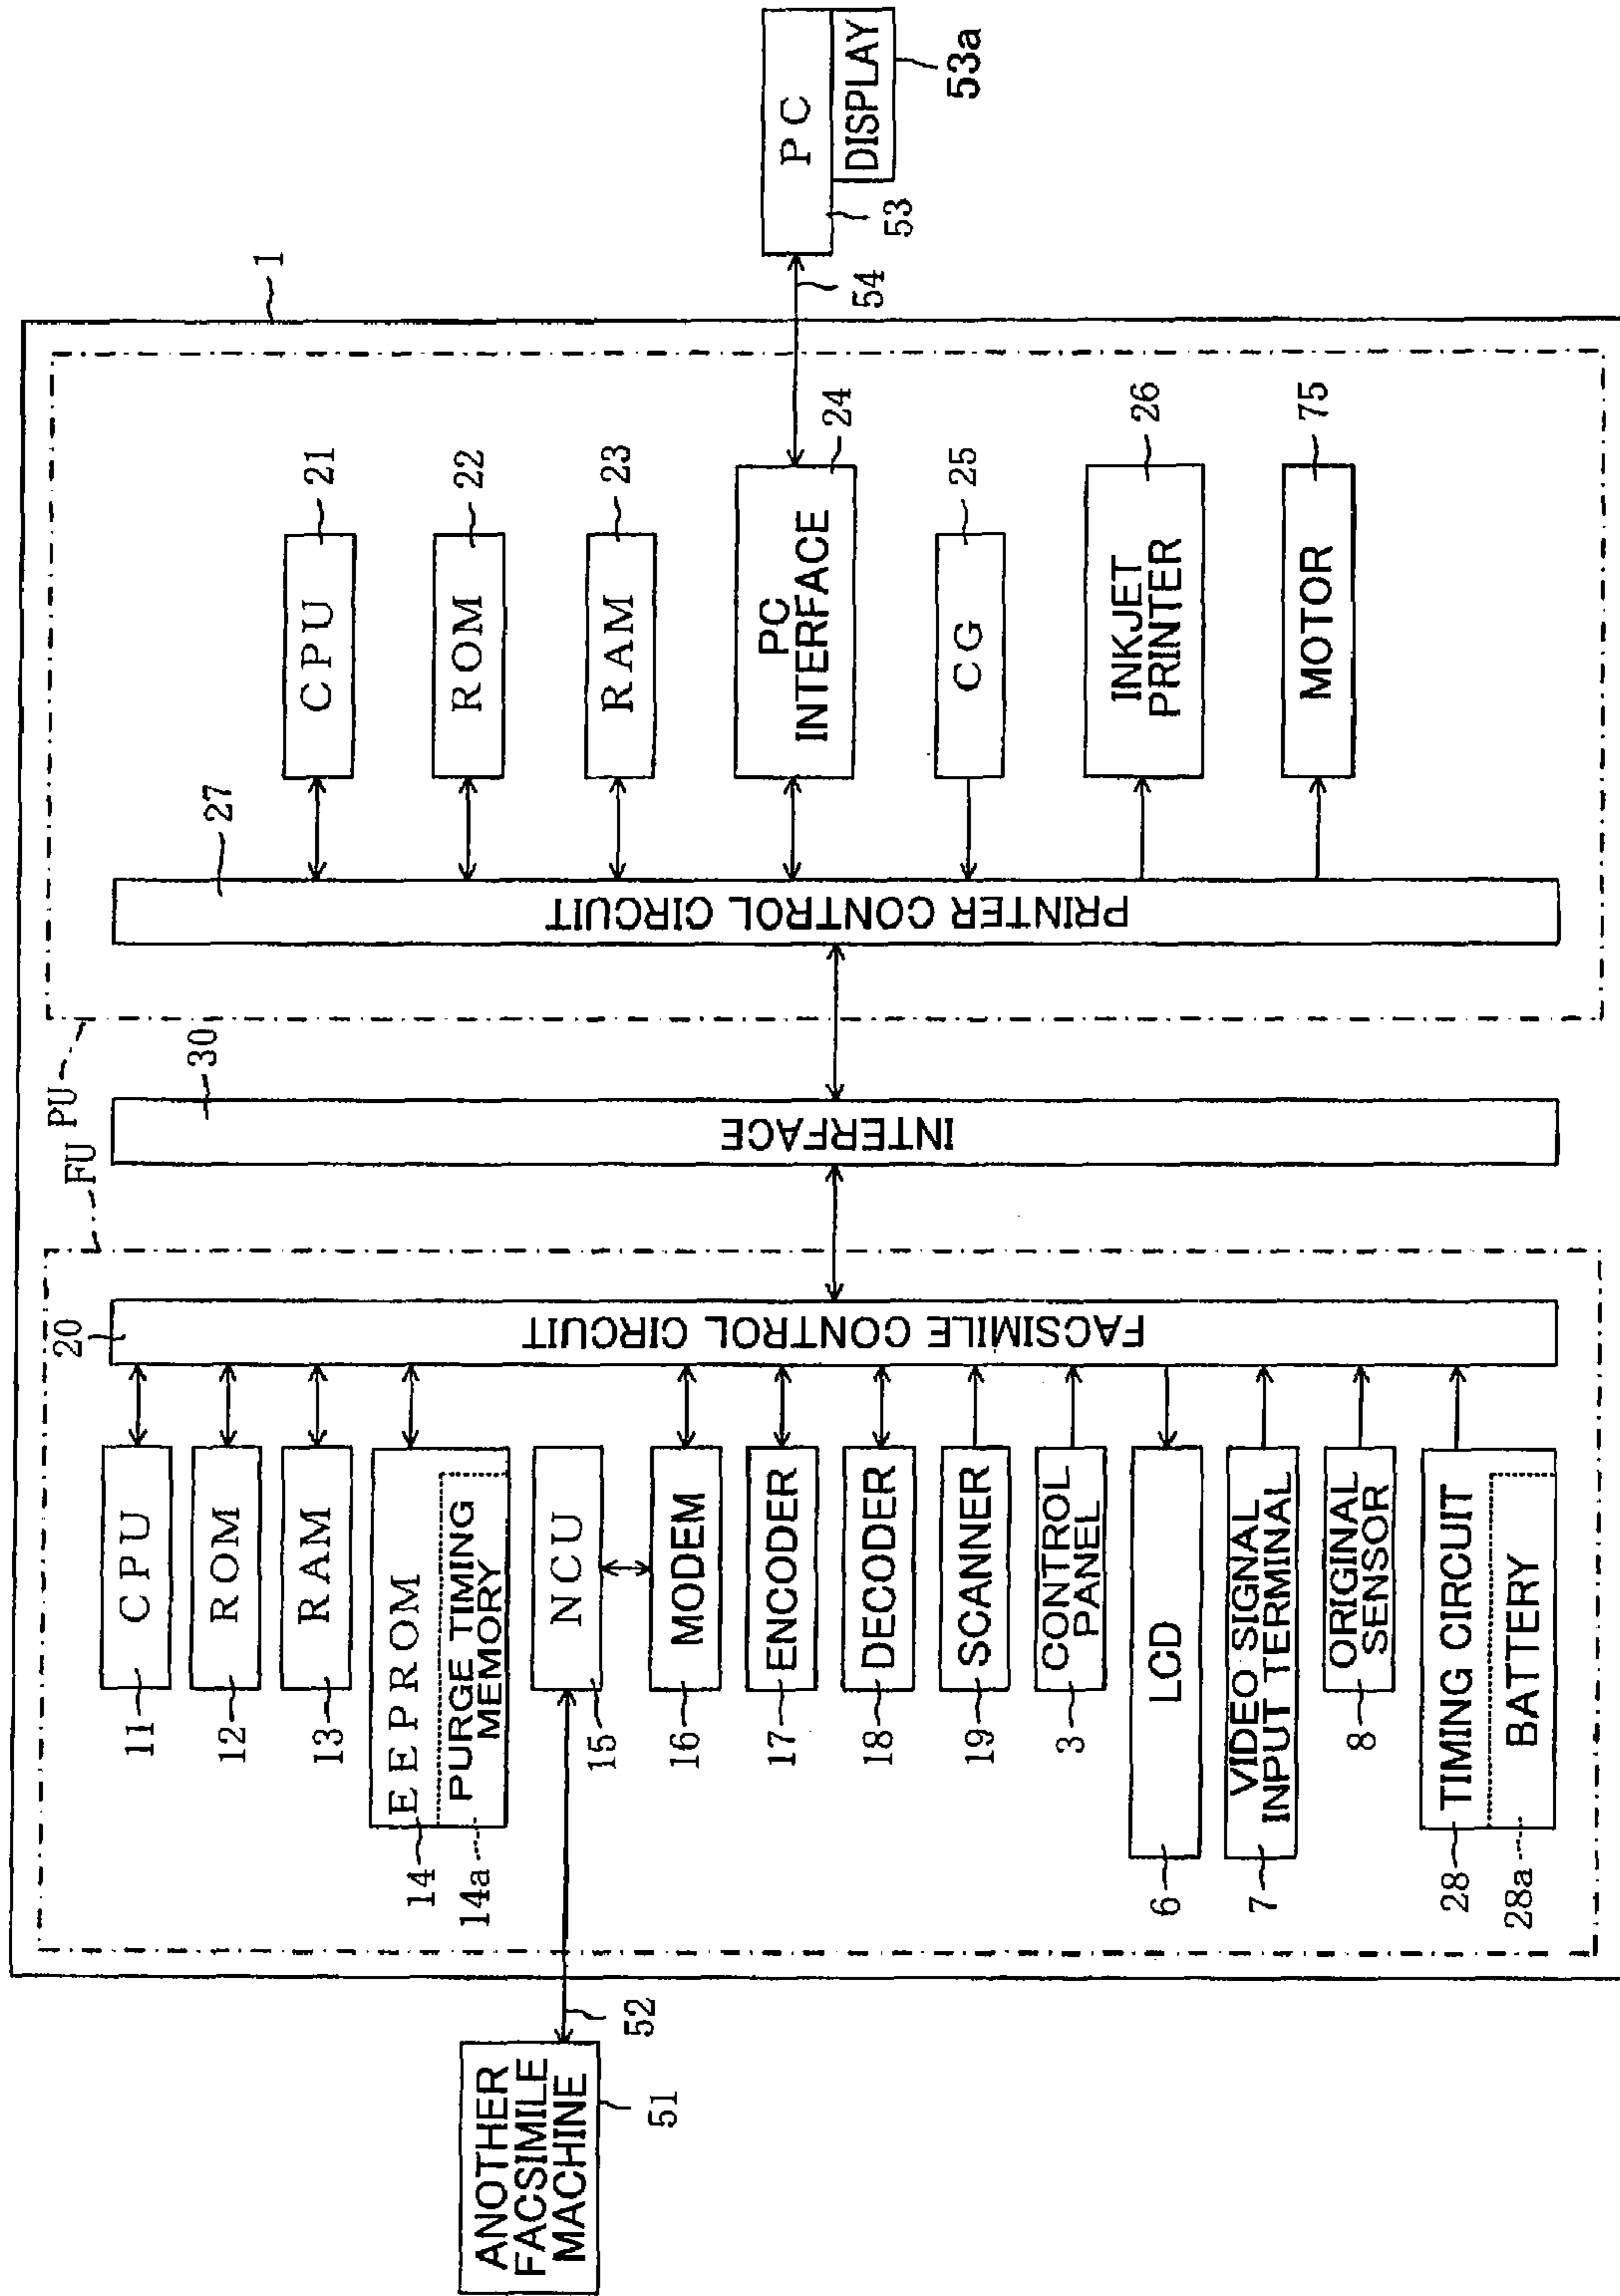 1
FU
PU
20
30
27
FACSIMILE CONTROL CIRCUIT
INTERFACE
PRINTER CONTROL CIRCUIT
11
CPU
12
ROM
13
RAM
14
EEPROM
14a
PURGE TIMING
MEMORY
15
NCU
16
MODEM
17
ENCODER
18
DECODER
19
SCANNER
3
CONTROL
PANEL
6
LCD
7
VIDEO SIGNAL
INPUT TERMINAL
8
ORIGINAL
SENSOR
28
TIMING CIRCUIT
28a
BATTERY
CPU
21
ROM
22
RAM
23
PC
INTERFACE
24
CG
25
INKJET
PRINTER
26
MOTOR
75
ANOTHER
FACSIMILE
MACHINE
51
52
54
PC
53
DISPLAY
53a